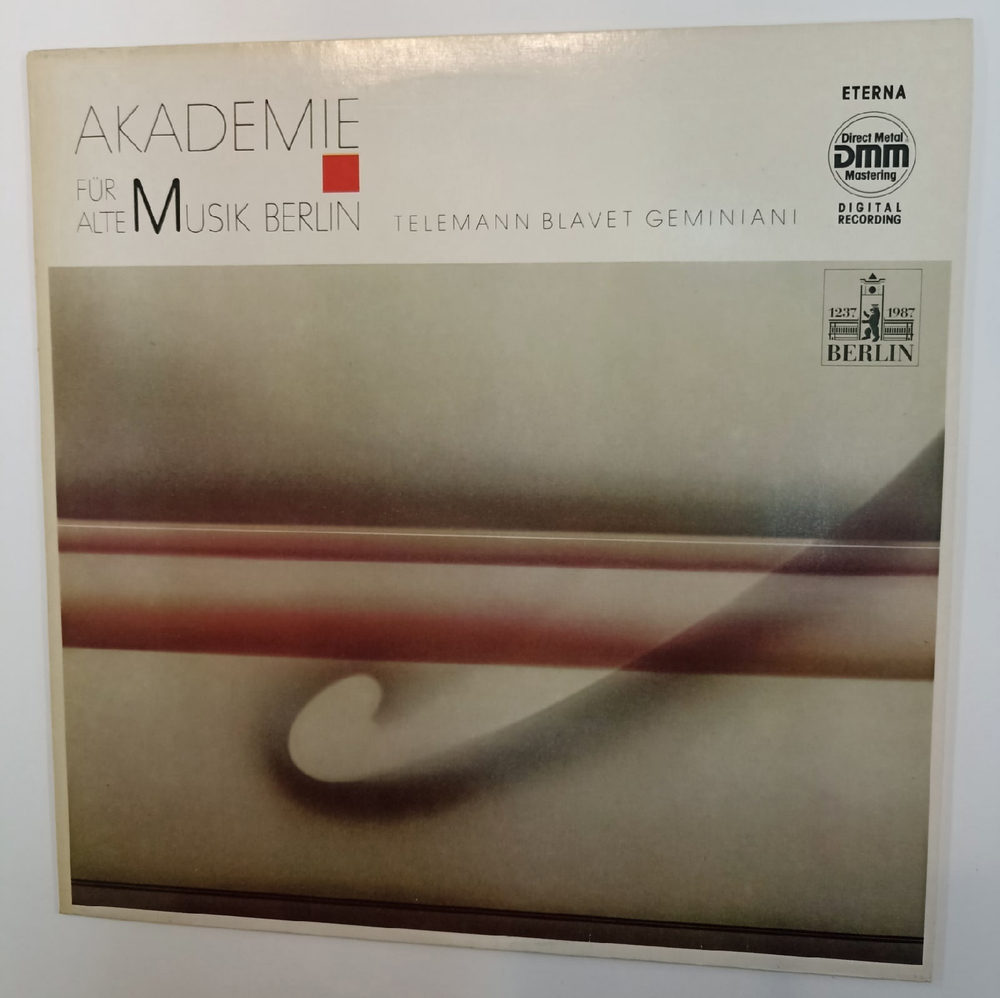 AKADEMIE
FÜR
ALTE MUSIK BERLIN
TELEMANN BLAVET GEMINIANI
ETERNA
Direct Metal
DMM
Mastering
DIGITAL
RECORDING
1237 1987
BERLIN